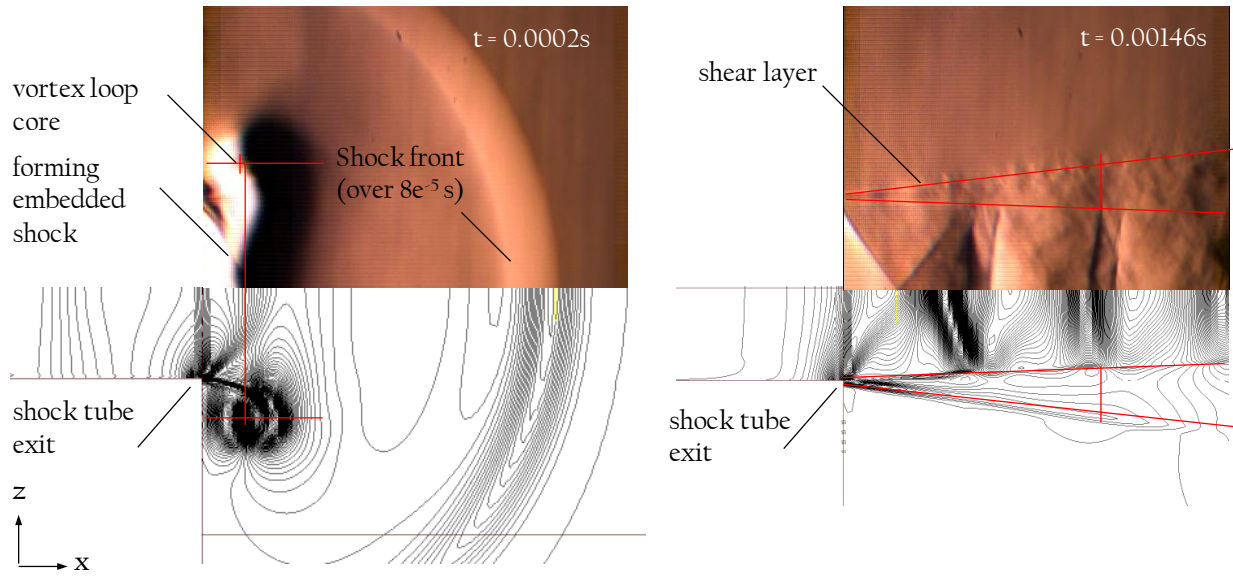 t = 0.0002s
vortex loop
core
forming
embedded
shock
Shock front
(over 8e⁻⁵ s)
shock tube
exit
z
x
t = 0.00146s
shear layer
shock tube
exit